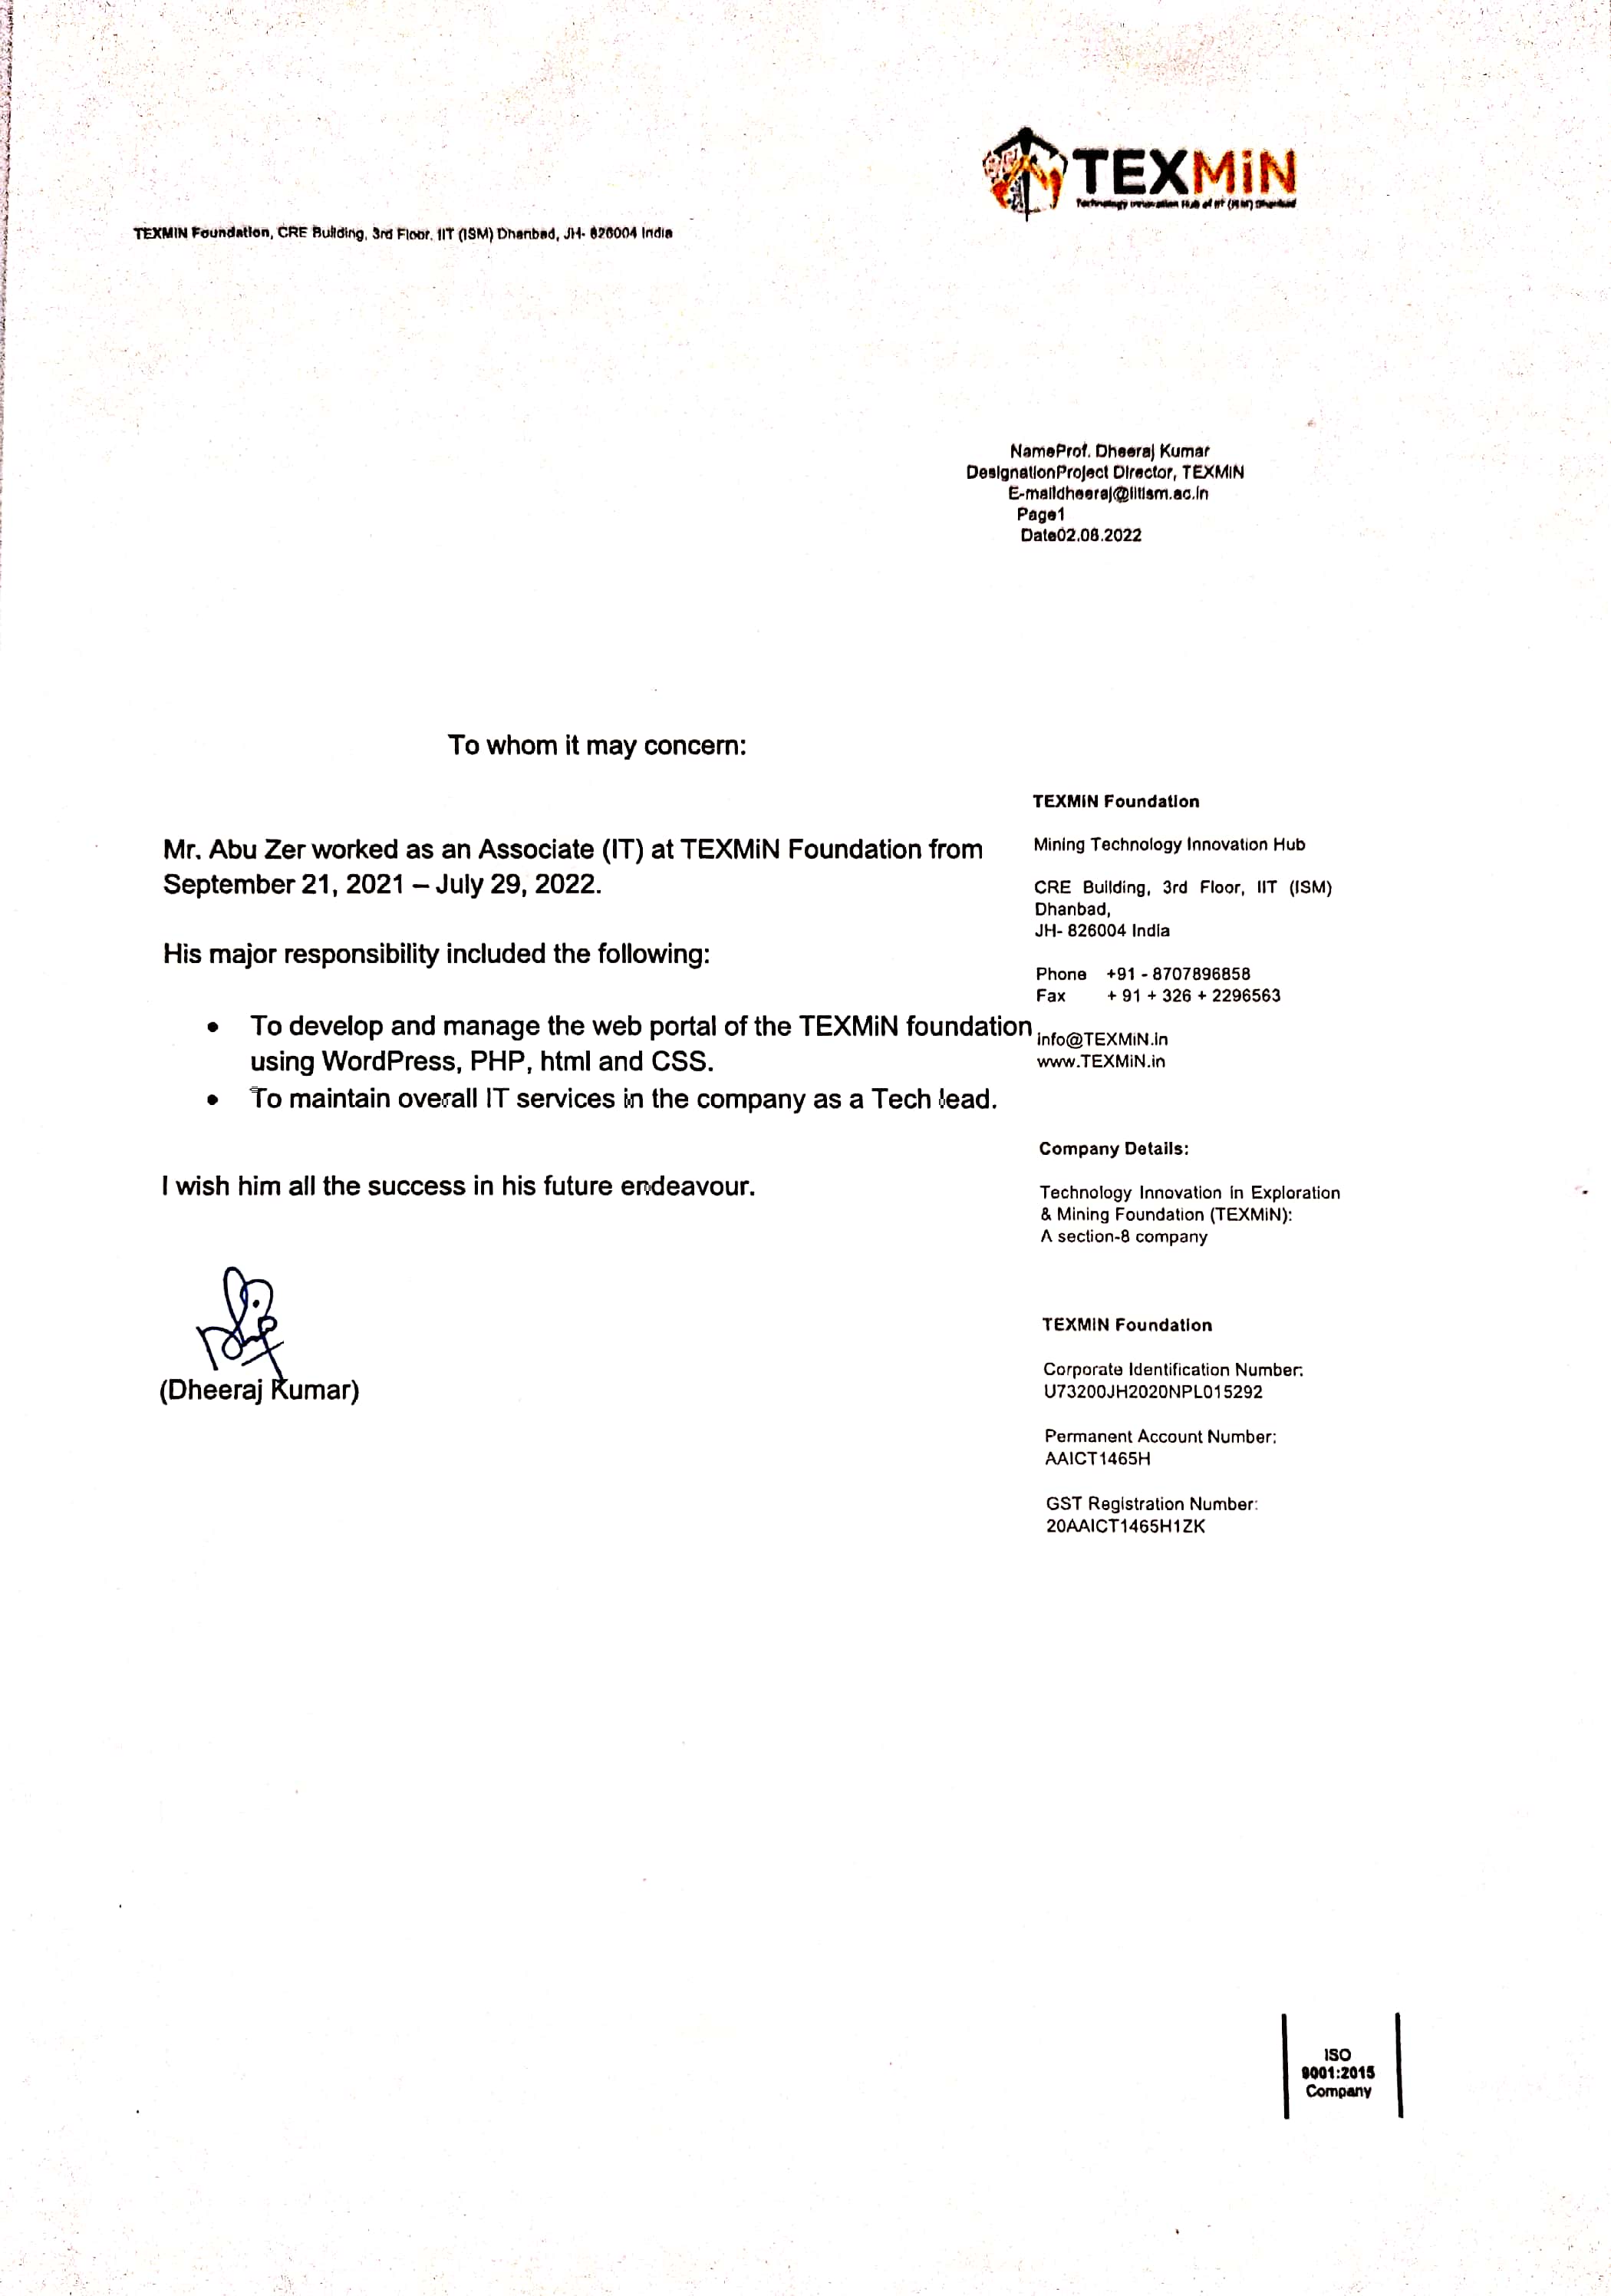 TEXMiN
Technology Innovation Hub of IIT (ISM) Dhanbad
TEXMIN Foundation, CRE Building, 3rd Floor, IIT (ISM) Dhanbad, JH- 826004 India
NameProf. Dheeraj Kumar
DesignationProject Director, TEXMIN
E-maildheeraj@iitism.ac.in
Page1
Date02.08.2022
To whom it may concern:
Mr. Abu Zer worked as an Associate (IT) at TEXMiN Foundation from
September 21, 2021 – July 29, 2022.
His major responsibility included the following:
• To develop and manage the web portal of the TEXMiN foundation
using WordPress, PHP, html and CSS.
• To maintain overall IT services in the company as a Tech lead.
I wish him all the success in his future endeavour.
(Dheeraj Kumar)
TEXMIN Foundation
Mining Technology Innovation Hub
CRE Building, 3rd Floor, IIT (ISM)
Dhanbad,
JH- 826004 India
Phone +91 - 8707896858
Fax + 91 + 326 + 2296563
info@TEXMiN.in
www.TEXMiN.in
Company Details:
Technology Innovation in Exploration
& Mining Foundation (TEXMiN):
A section-8 company
TEXMIN Foundation
Corporate Identification Number:
U73200JH2020NPL015292
Permanent Account Number:
AAICT1465H
GST Registration Number:
20AAICT1465H1ZK
ISO
9001:2015
Company